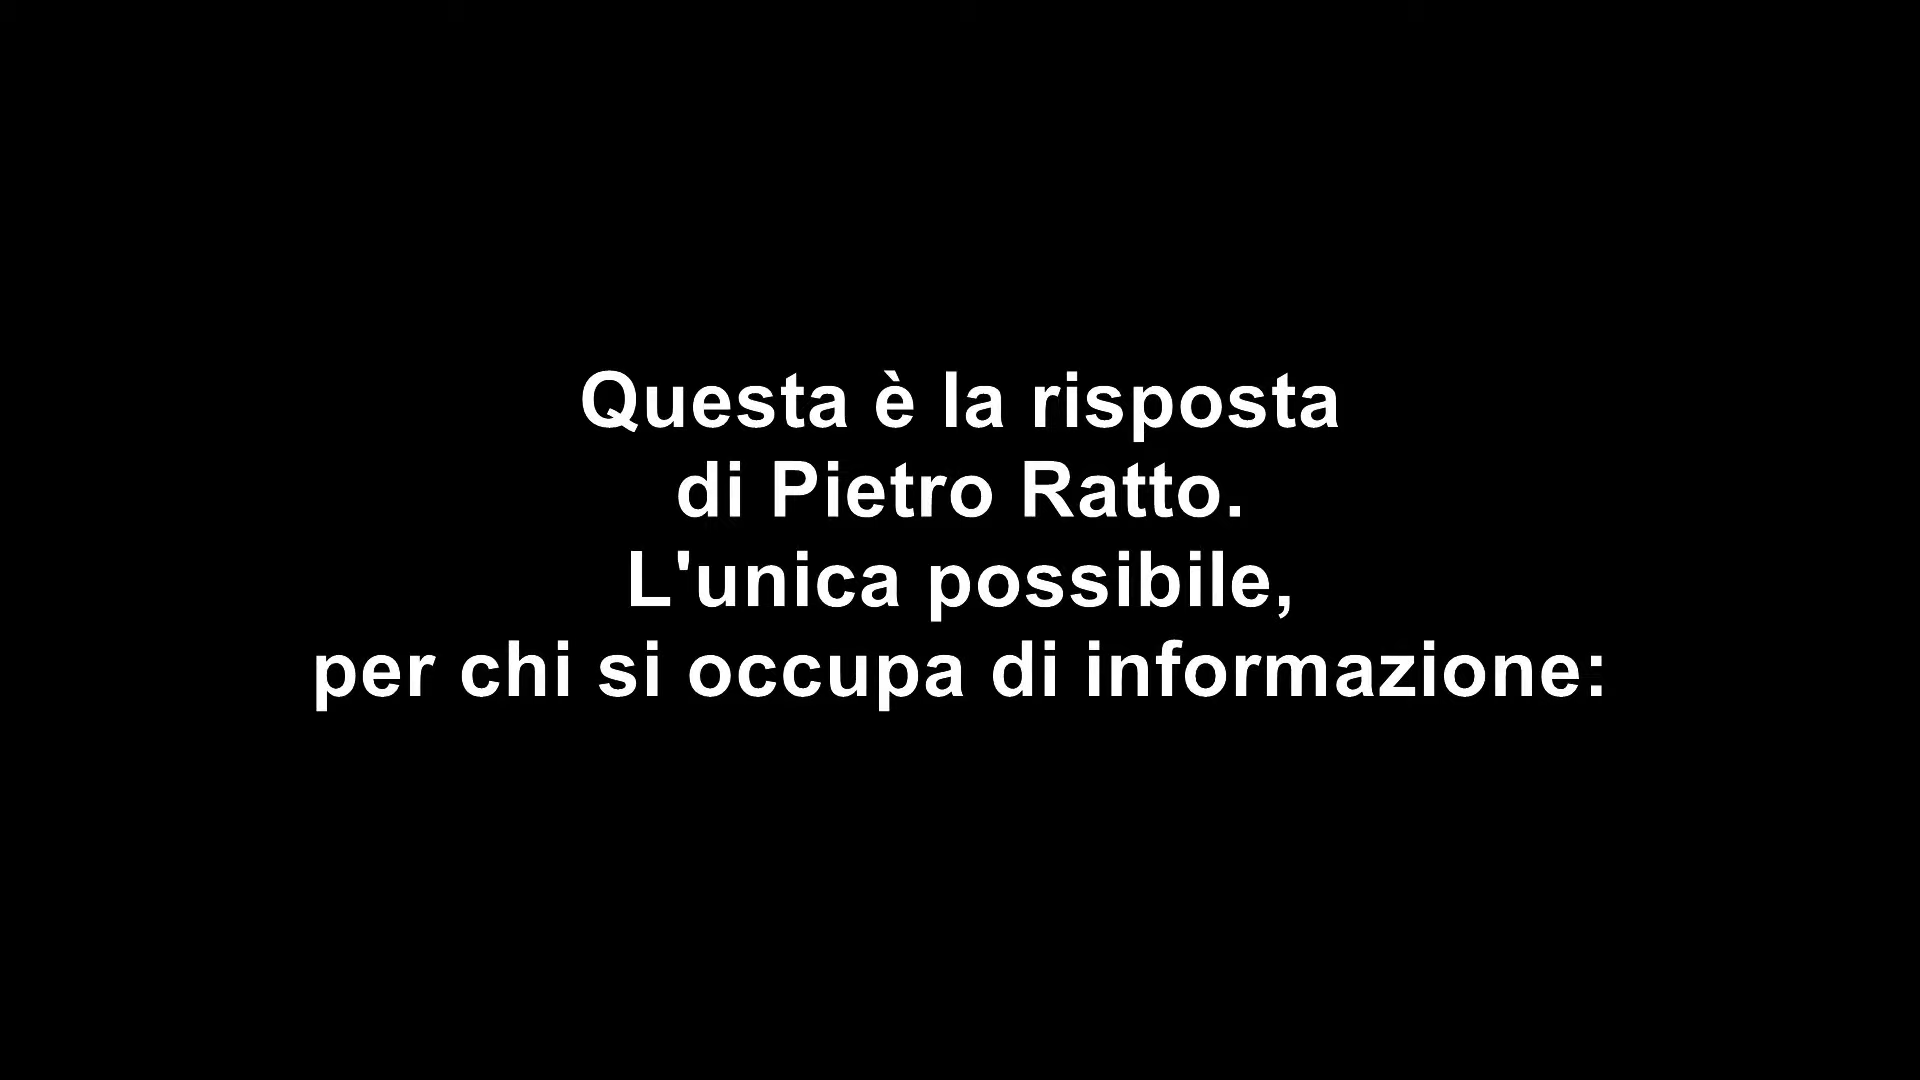 Questa è la risposta
di Pietro Ratto.
L'unica possibile,
per chi si occupa di informazione: